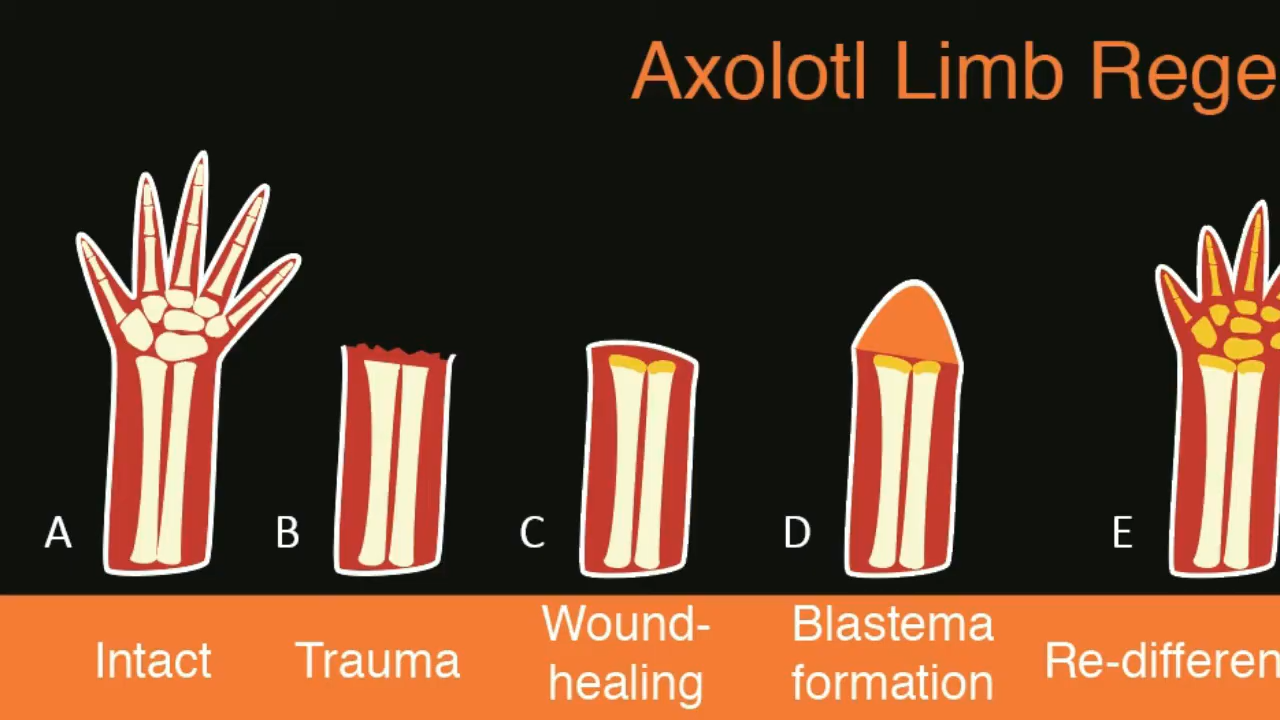 Axolotl Limb Rege
A
B
C
D
E
Intact
Trauma
Wound-
healing
Blastema
formation
Re-differen